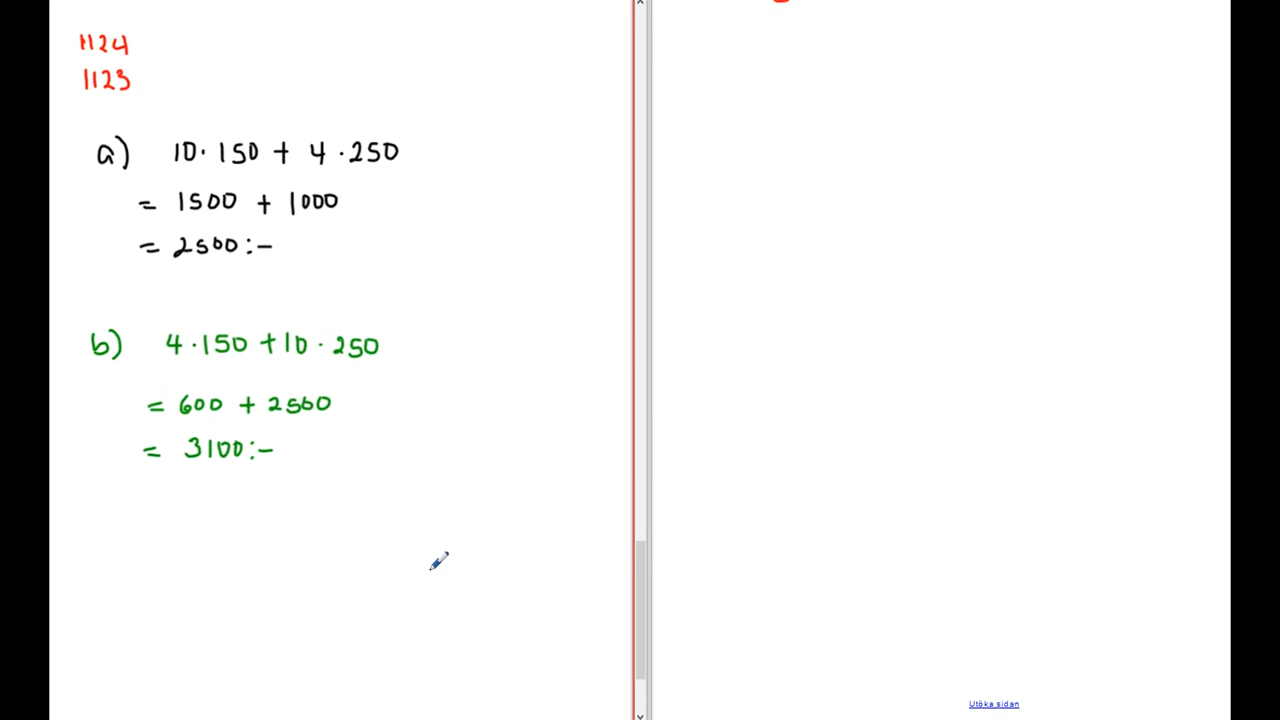 1124
1123
a) 10·150 + 4·250
= 1500 + 1000
= 2500:-
b) 4·150 + 10·250
= 600 + 2500
= 3100:-
Utöka sidan